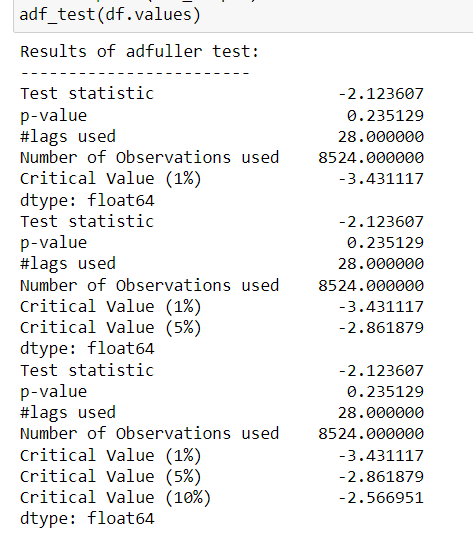 adf_test(df.values)
Results of adfuller test:
------------------------
Test statistic -2.123607
p-value 0.235129
#lags used 28.000000
Number of Observations used 8524.000000
Critical Value (1%) -3.431117
dtype: float64
Test statistic -2.123607
p-value 0.235129
#lags used 28.000000
Number of Observations used 8524.000000
Critical Value (1%) -3.431117
Critical Value (5%) -2.861879
dtype: float64
Test statistic -2.123607
p-value 0.235129
#lags used 28.000000
Number of Observations used 8524.000000
Critical Value (1%) -3.431117
Critical Value (5%) -2.861879
Critical Value (10%) -2.566951
dtype: float64